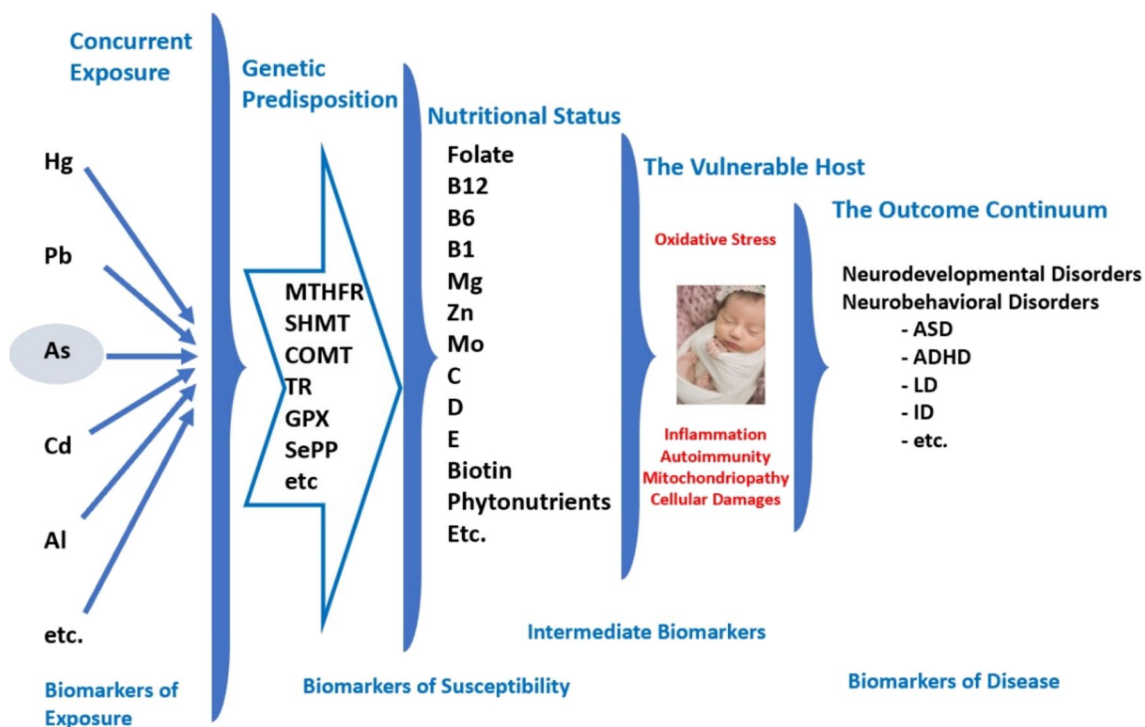 Concurrent
Exposure
Hg
Pb
As
Cd
Al
etc.
Biomarkers of
Exposure
Genetic
Predisposition
MTHFR
SHMT
COMT
TR
GPX
SePP
etc
Biomarkers of Susceptibility
Nutritional Status
Folate
B12
B6
B1
Mg
Zn
Mo
C
D
E
Biotin
Phytonutrients
Etc.
Intermediate Biomarkers
The Vulnerable Host
Oxidative Stress
Inflammation
Autoimmunity
Mitochondriopathy
Cellular Damages
The Outcome Continuum
Neurodevelopmental Disorders
Neurobehavioral Disorders
- ASD
- ADHD
- LD
- ID
- etc.
Biomarkers of Disease